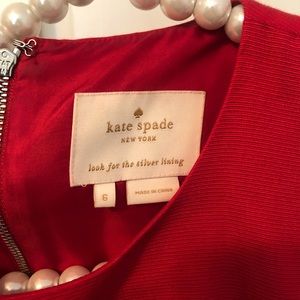 kate spade
NEW YORK
look for the silver lining
6
MADE IN CHINA